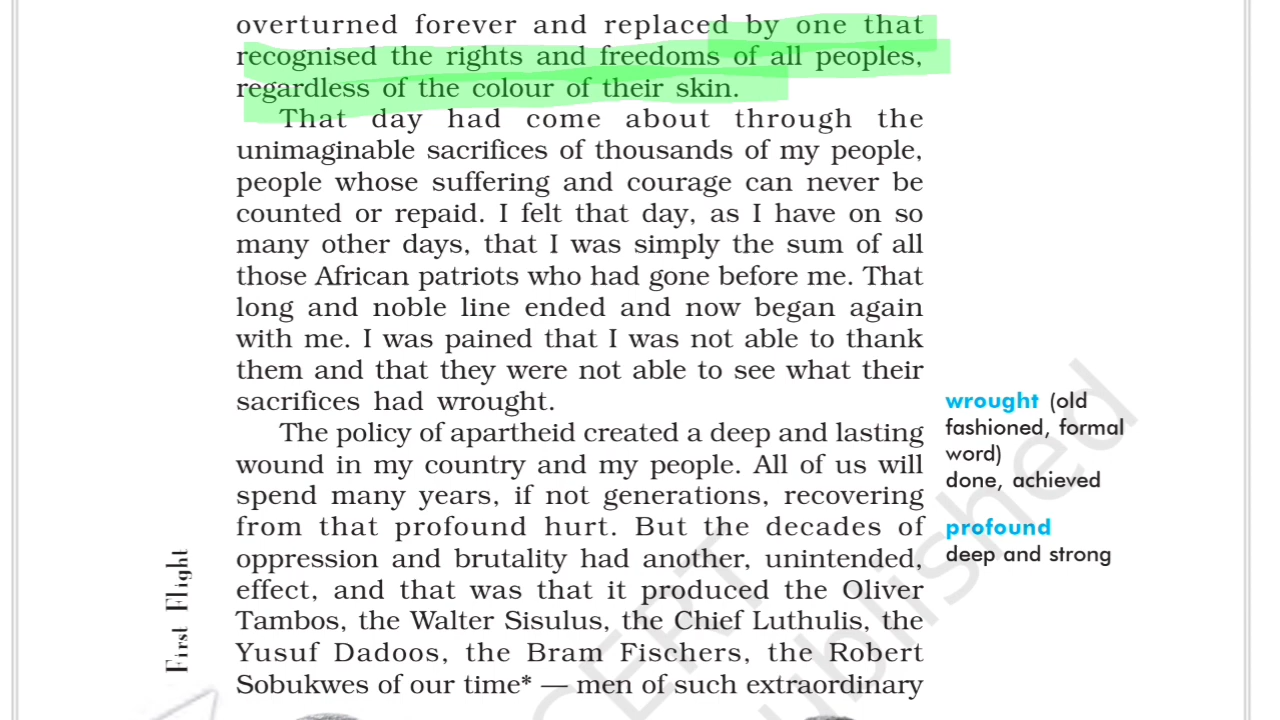 overturned forever and replaced by one that
recognised the rights and freedoms of all peoples,
regardless of the colour of their skin.
That day had come about through the
unimaginable sacrifices of thousands of my people,
people whose suffering and courage can never be
counted or repaid. I felt that day, as I have on so
many other days, that I was simply the sum of all
those African patriots who had gone before me. That
long and noble line ended and now began again
with me. I was pained that I was not able to thank
them and that they were not able to see what their
sacrifices had wrought.
The policy of apartheid created a deep and lasting
wound in my country and my people. All of us will
spend many years, if not generations, recovering
from that profound hurt. But the decades of
oppression and brutality had another, unintended,
effect, and that was that it produced the Oliver
Tambos, the Walter Sisulus, the Chief Luthulis, the
Yusuf Dadoos, the Bram Fischers, the Robert
Sobukwes of our time* — men of such extraordinary
wrought (old
fashioned, formal
word)
done, achieved
profound
deep and strong
First Flight